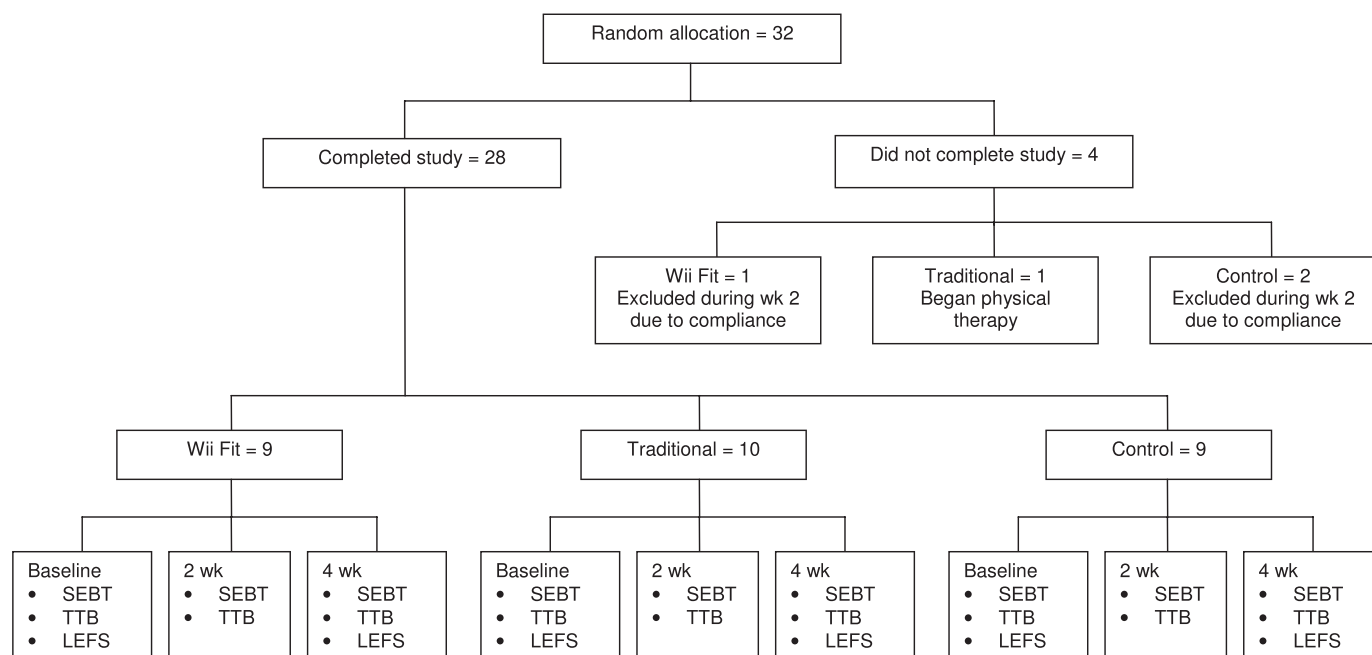 Random allocation = 32
Completed study = 28
Did not complete study = 4
Wii Fit = 1
Excluded during wk 2
due to compliance
Traditional = 1
Began physical
therapy
Control = 2
Excluded during wk 2
due to compliance
Wii Fit = 9
Traditional = 10
Control = 9
Baseline
• SEBT
• TTB
• LEFS
2 wk
• SEBT
• TTB
4 wk
• SEBT
• TTB
• LEFS
Baseline
• SEBT
• TTB
• LEFS
2 wk
• SEBT
• TTB
4 wk
• SEBT
• TTB
• LEFS
Baseline
• SEBT
• TTB
• LEFS
2 wk
• SEBT
• TTB
4 wk
• SEBT
• TTB
• LEFS